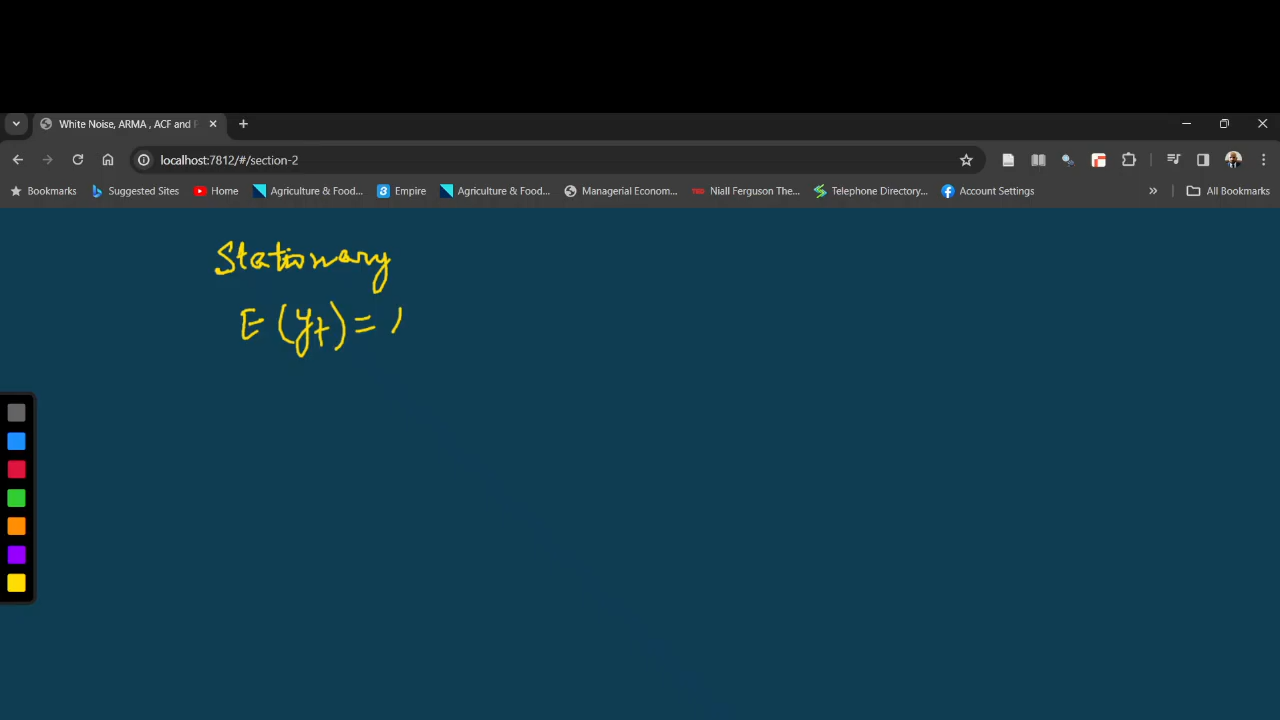 White Noise, ARMA , ACF and
localhost:7812/#/section-2
Bookmarks Suggested Sites Home Agriculture & Food... Empire Agriculture & Food... Managerial Econom... TED Niall Ferguson The... Telephone Directory,... Account Settings » All Bookmarks
Stationary
E (yt) =